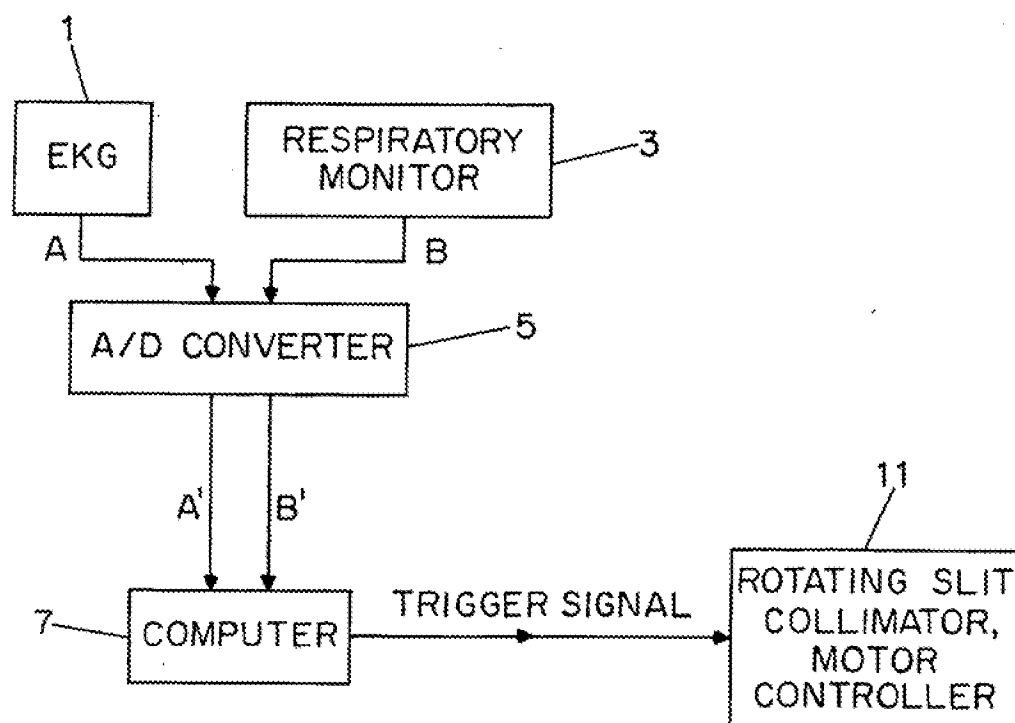 1
EKG
RESPIRATORY
MONITOR
3
A
B
A/D CONVERTER
5
A'
B'
7
COMPUTER
TRIGGER SIGNAL
11
ROTATING SLIT
COLLIMATOR,
MOTOR
CONTROLLER